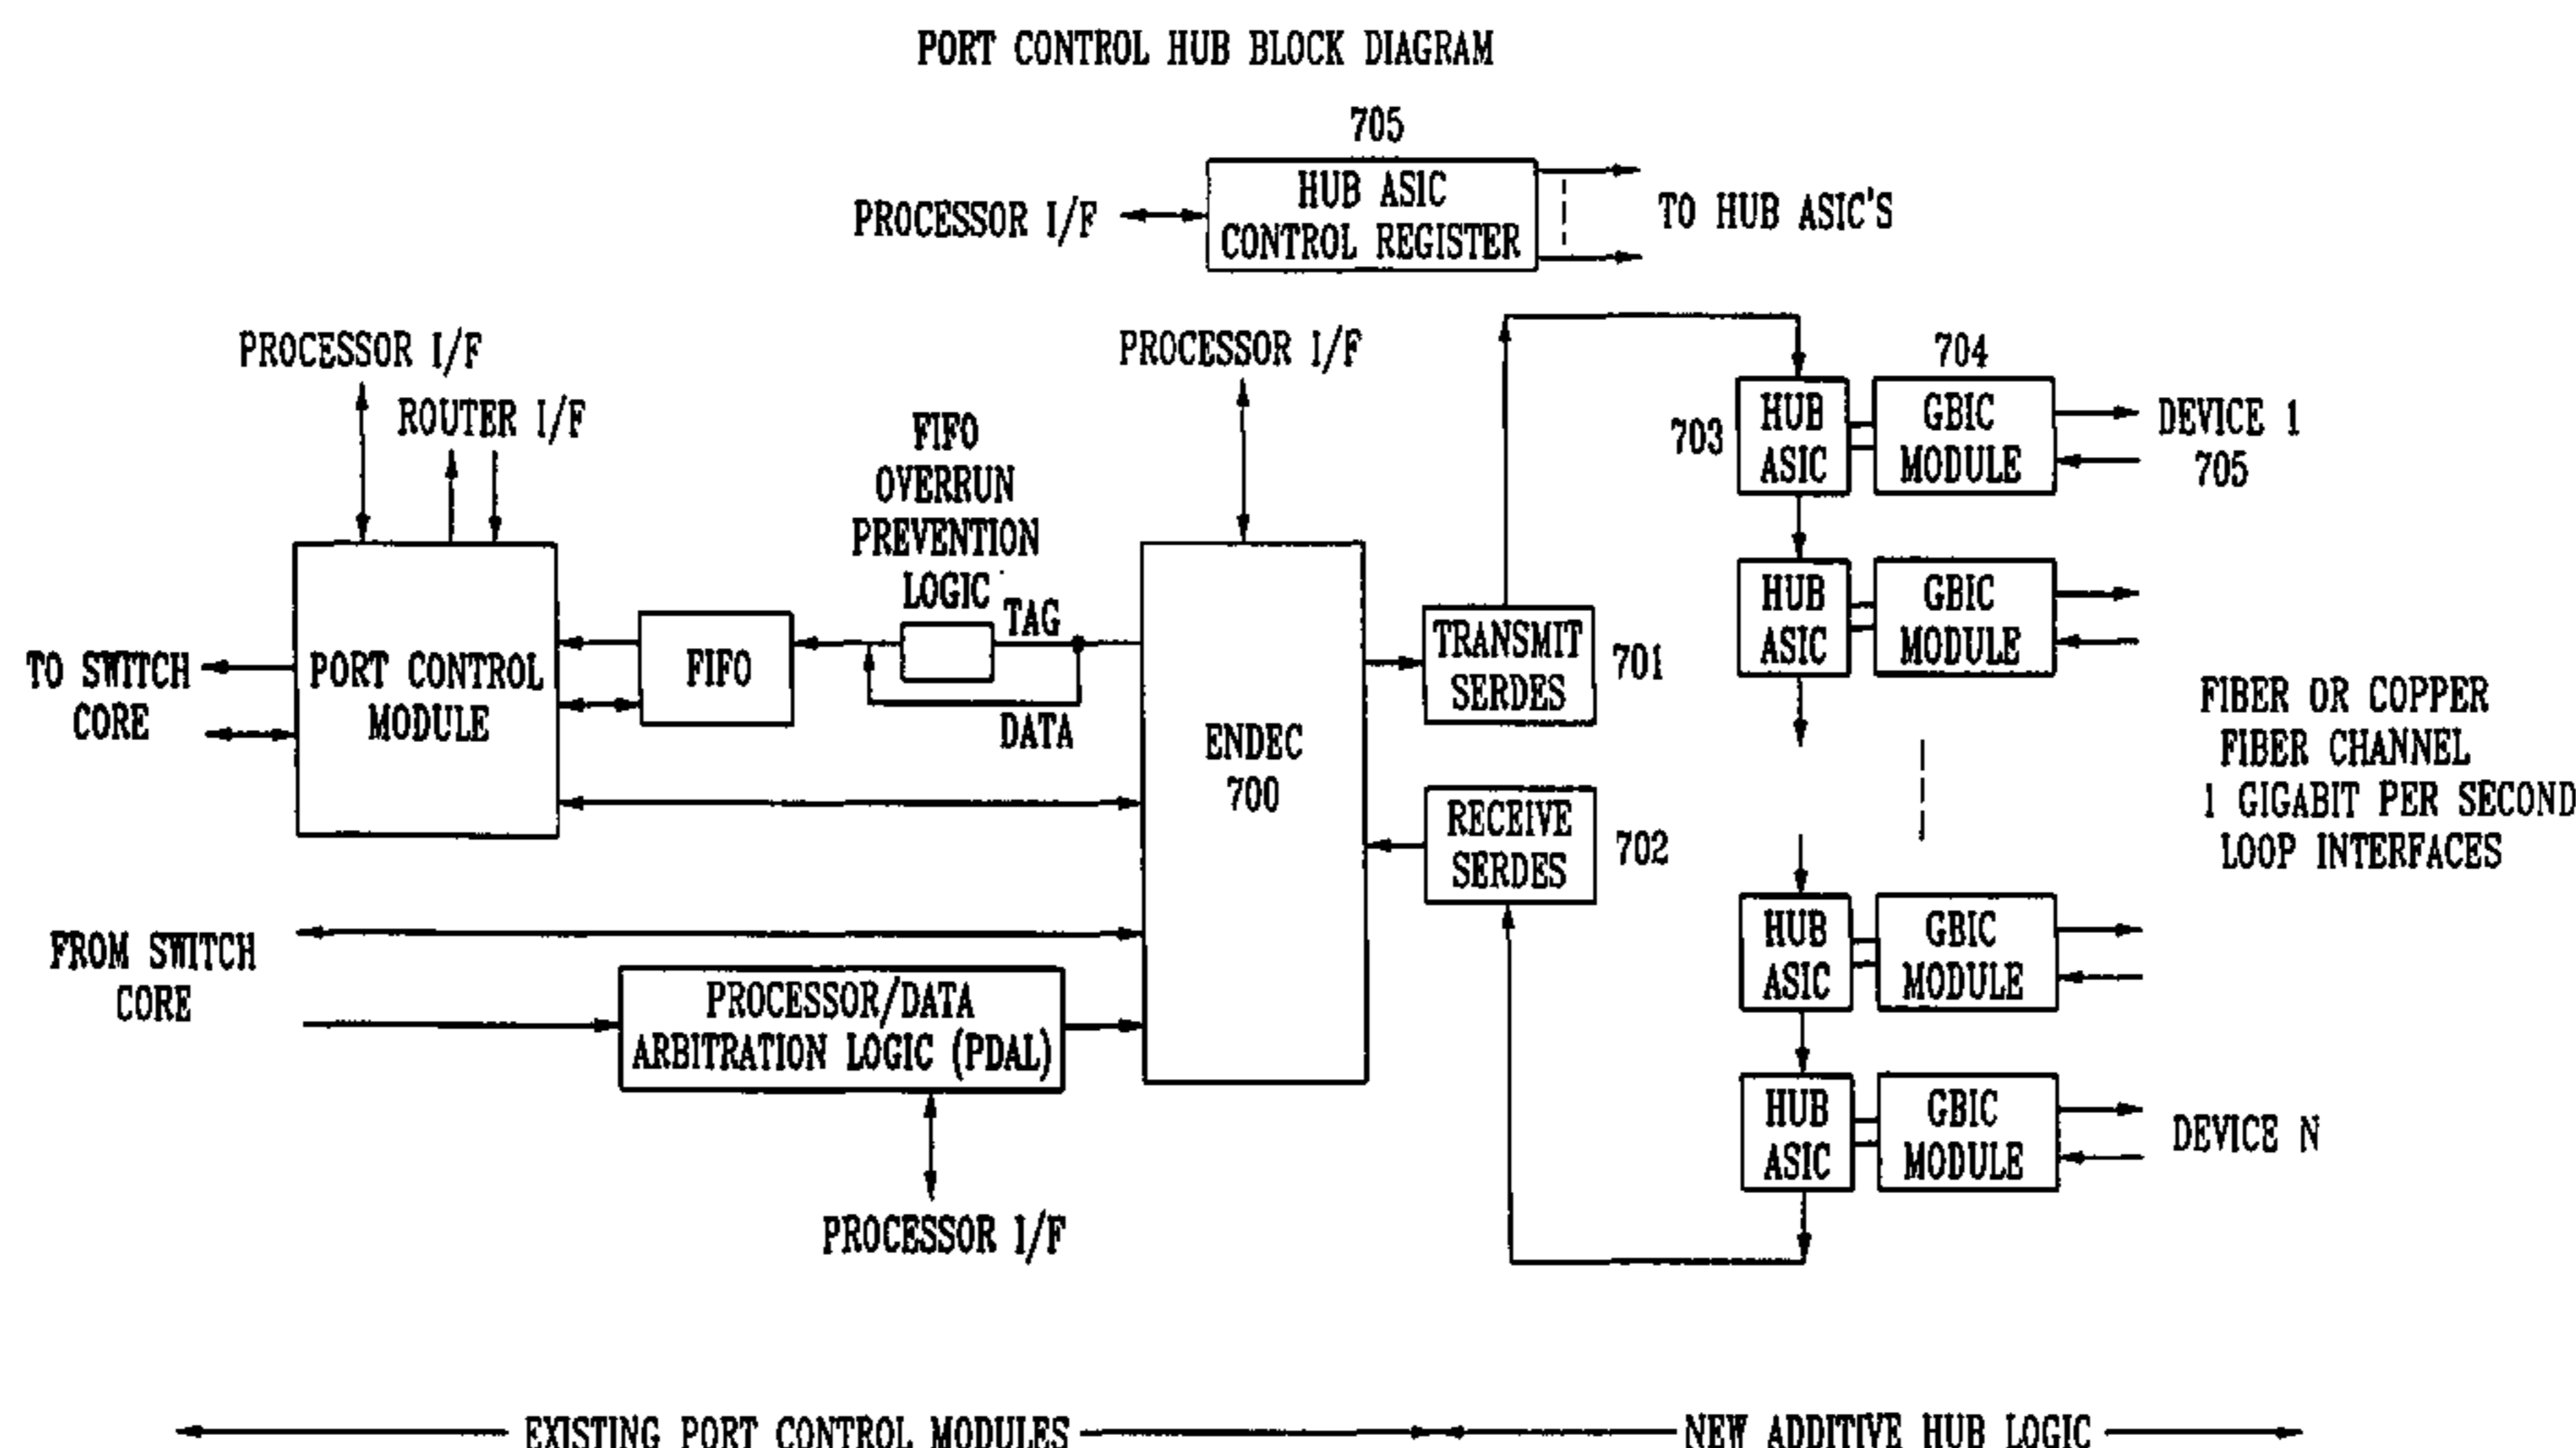 PORT CONTROL HUB BLOCK DIAGRAM
705
HUB ASIC
CONTROL REGISTER
PROCESSOR I/F
TO HUB ASIC'S
PROCESSOR I/F
ROUTER I/F
PROCESSOR I/F
FIFO
OVERRUN
PREVENTION
LOGIC
TAG
DATA
TO SWITCH
CORE
PORT CONTROL
MODULE
FIFO
ENDEC
700
TRANSMIT
SERDES
701
RECEIVE
SERDES
702
FROM SWITCH
CORE
PROCESSOR/DATA
ARBITRATION LOGIC (PDAL)
PROCESSOR I/F
703
HUB
ASIC
704
GBIC
MODULE
DEVICE 1
705
HUB
ASIC
GBIC
MODULE
FIBER OR COPPER
FIBER CHANNEL
1 GIGABIT PER SECOND
LOOP INTERFACES
HUB
ASIC
GBIC
MODULE
HUB
ASIC
GBIC
MODULE
DEVICE N
EXISTING PORT CONTROL MODULES
NEW ADDITIVE HUB LOGIC